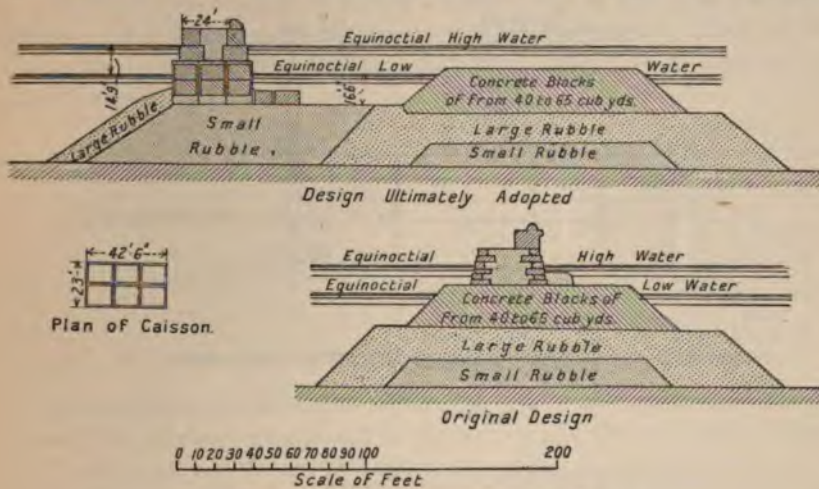 24'
Equinoctial High Water
Equinoctial Low Water
14.9'
16.6'
Concrete Blocks
of From 40 to 65 cub. yds.
Large Rubble
Small
Rubble.
Large Rubble
Small Rubble
Design Ultimately Adopted
42'6"
23'
Plan of Caisson.
Equinoctial High Water
Equinoctial Low Water
Concrete Blocks of
From 40 to 65 cub yds.
Large Rubble
Small Rubble
Original Design
0 10 20 30 40 50 60 70 80 90 100 200
Scale of Feet